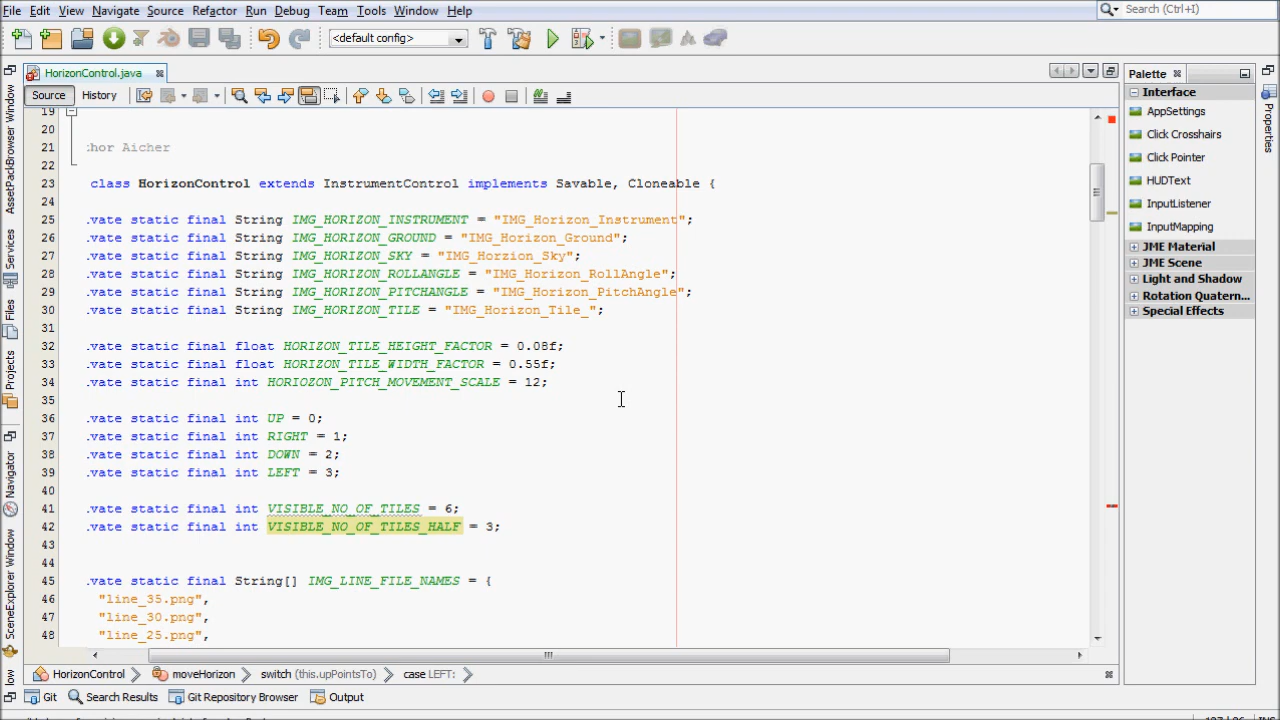 File Edit View Navigate Source Refactor Run Debug Team Tools Window Help Search (Ctrl+I)
<default config>
HorizonControl.java
Palette
Source History
Interface
AppSettings
Click Crosshairs
Click Pointer
HUDText
InputListener
InputMapping
JME Material
JME Scene
Light and Shadow
Rotation Quatern...
Special Effects
AssetPackBrowser Window
Services
Files
Projects
Navigator
SceneExplorer Window
Properties
19
20
21 :hor Aicher
22
23 class HorizonControl extends InstrumentControl implements Savable, Cloneable {
24
25 .vate static final String IMG_HORIZON_INSTRUMENT = "IMG_Horizon_Instrument";
26 .vate static final String IMG_HORIZON_GROUND = "IMG_Horizon_Ground";
27 .vate static final String IMG_HORIZON_SKY = "IMG_Horzion_Sky";
28 .vate static final String IMG_HORIZON_ROLLANGLE = "IMG_Horizon_RollAngle";
29 .vate static final String IMG_HORIZON_PITCHANGLE = "IMG_Horizon_PitchAngle";
30 .vate static final String IMG_HORIZON_TILE = "IMG_Horizon_Tile_";
31
32 .vate static final float HORIZON_TILE_HEIGHT_FACTOR = 0.08f;
33 .vate static final float HORIZON_TILE_WIDTH_FACTOR = 0.55f;
34 .vate static final int HORIOZON_PITCH_MOVEMENT_SCALE = 12;
35
36 .vate static final int UP = 0;
37 .vate static final int RIGHT = 1;
38 .vate static final int DOWN = 2;
39 .vate static final int LEFT = 3;
40
41 .vate static final int VISIBLE_NO_OF_TILES = 6;
42 .vate static final int VISIBLE_NO_OF_TILES_HALF = 3;
43
44
45 .vate static final String[] IMG_LINE_FILE_NAMES = {
46 "line_35.png",
47 "line_30.png",
48 "line_25.png",
HorizonControl moveHorizon switch (this.upPointsTo) case LEFT:
Git Search Results Git Repository Browser Output